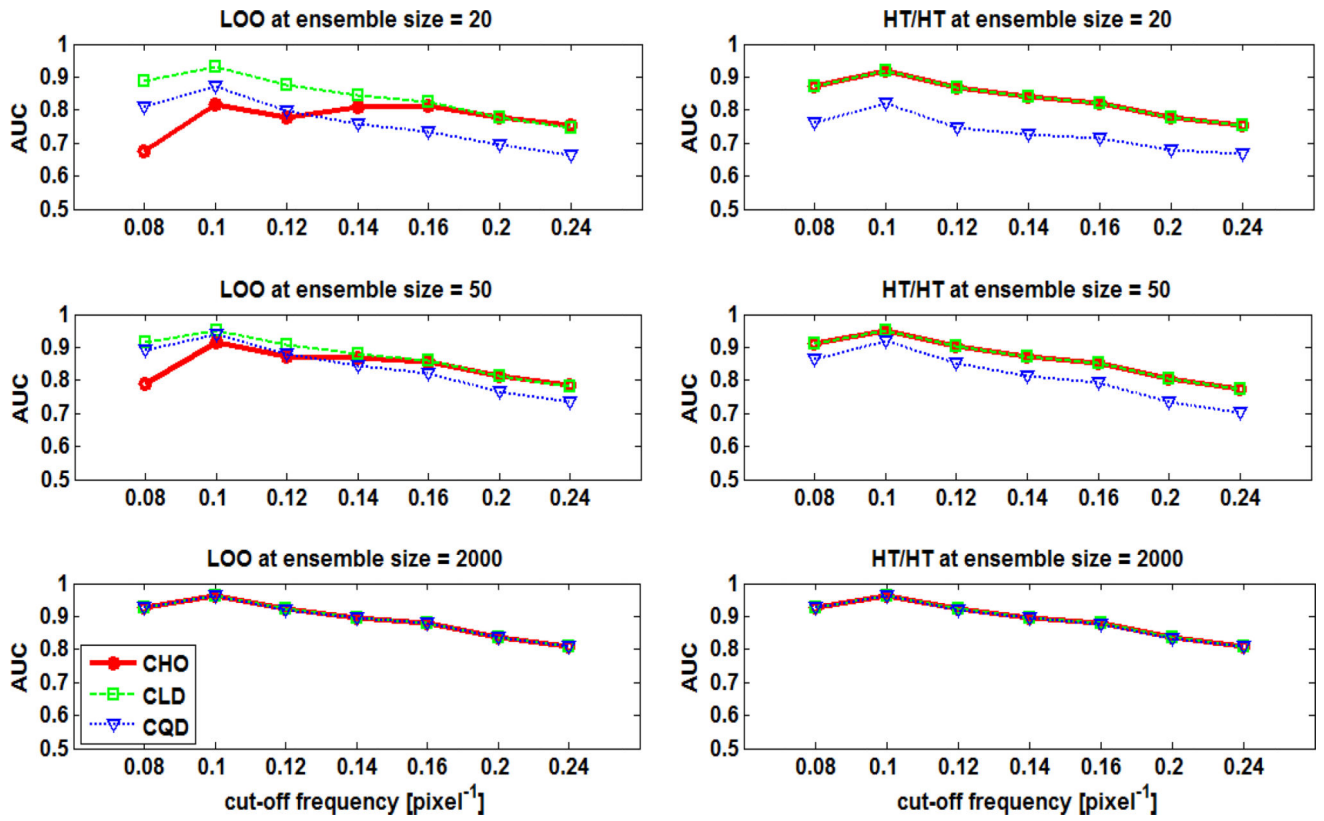 LOO at ensemble size = 20
AUC
1
0.9
0.8
0.7
0.6
0.5
0.08 0.1 0.12 0.14 0.16 0.2 0.24
HT/HT at ensemble size = 20
AUC
1
0.9
0.8
0.7
0.6
0.5
0.08 0.1 0.12 0.14 0.16 0.2 0.24
LOO at ensemble size = 50
AUC
1
0.9
0.8
0.7
0.6
0.5
0.08 0.1 0.12 0.14 0.16 0.2 0.24
HT/HT at ensemble size = 50
AUC
1
0.9
0.8
0.7
0.6
0.5
0.08 0.1 0.12 0.14 0.16 0.2 0.24
LOO at ensemble size = 2000
AUC
1
0.9
0.8
0.7
0.6
0.5
CHO
CLD
CQD
0.08 0.1 0.12 0.14 0.16 0.2 0.24
cut-off frequency [pixel⁻¹]
HT/HT at ensemble size = 2000
AUC
1
0.9
0.8
0.7
0.6
0.5
0.08 0.1 0.12 0.14 0.16 0.2 0.24
cut-off frequency [pixel⁻¹]